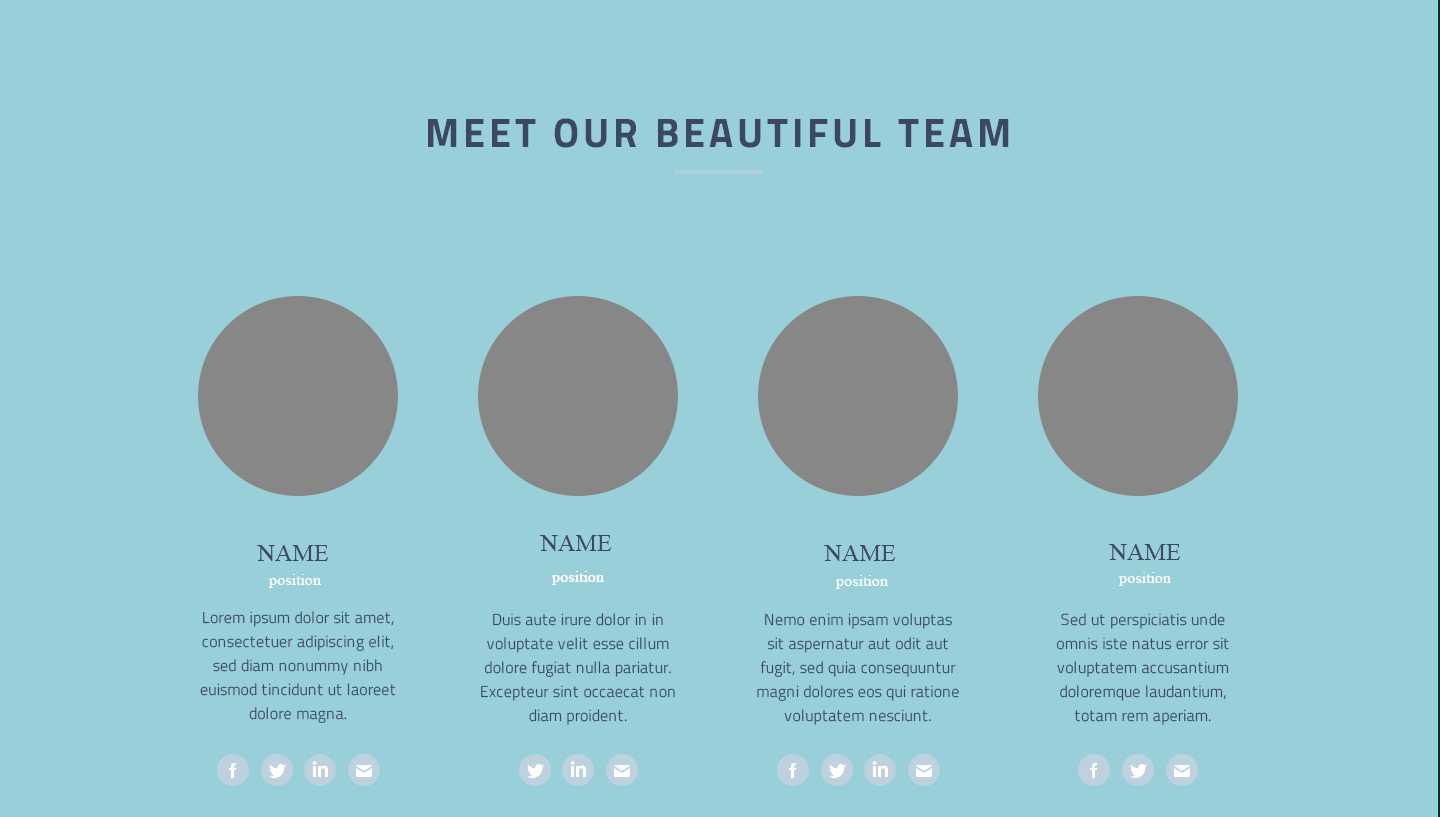 MEET OUR BEAUTIFUL TEAM
NAME
position
Lorem ipsum dolor sit amet,
consectetuer adipiscing elit,
sed diam nonummy nibh
euismod tincidunt ut laoreet
dolore magna.
NAME
position
Duis aute irure dolor in in
voluptate velit esse cillum
dolore fugiat nulla pariatur.
Excepteur sint occaecat non
diam proident.
NAME
position
Nemo enim ipsam voluptas
sit aspernatur aut odit aut
fugit, sed quia consequuntur
magni dolores eos qui ratione
voluptatem nesciunt.
NAME
position
Sed ut perspiciatis unde
omnis iste natus error sit
voluptatem accusantium
doloremque laudantium,
totam rem aperiam.